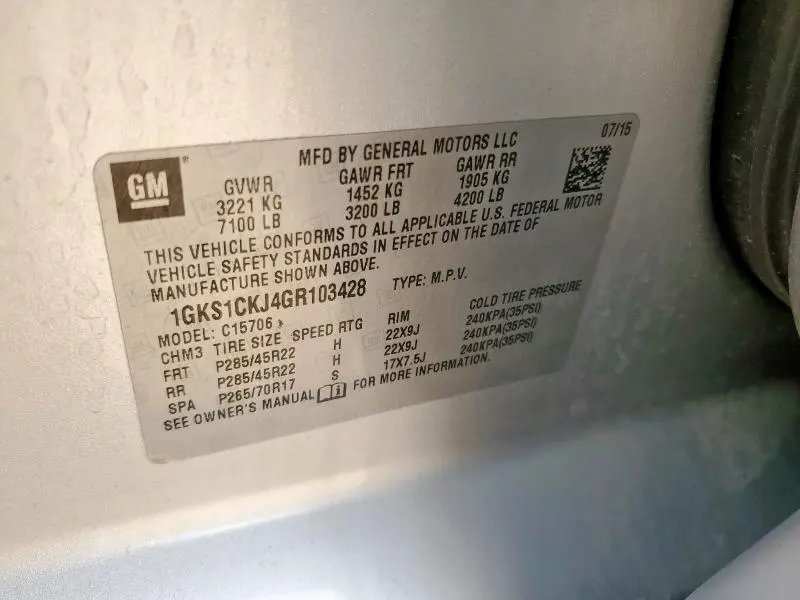 MFD BY GENERAL MOTORS LLC 07/15
GM ®
GVWR GAWR FRT GAWR RR
3221 KG 1452 KG 1905 KG
7100 LB 3200 LB 4200 LB
THIS VEHICLE CONFORMS TO ALL APPLICABLE U.S. FEDERAL MOTOR
VEHICLE SAFETY STANDARDS IN EFFECT ON THE DATE OF
MANUFACTURE SHOWN ABOVE.
1GKS1CKJ4GR103428 TYPE: M.P.V.
MODEL: C15706
CHM3 TIRE SIZE SPEED RTG RIM COLD TIRE PRESSURE
FRT P285/45R22 H 22X9J 240KPA(35PSI)
RR P285/45R22 H 22X9J 240KPA(35PSI)
SPA P265/70R17 S 17X7.5J 240KPA(35PSI)
SEE OWNER'S MANUAL FOR MORE INFORMATION.